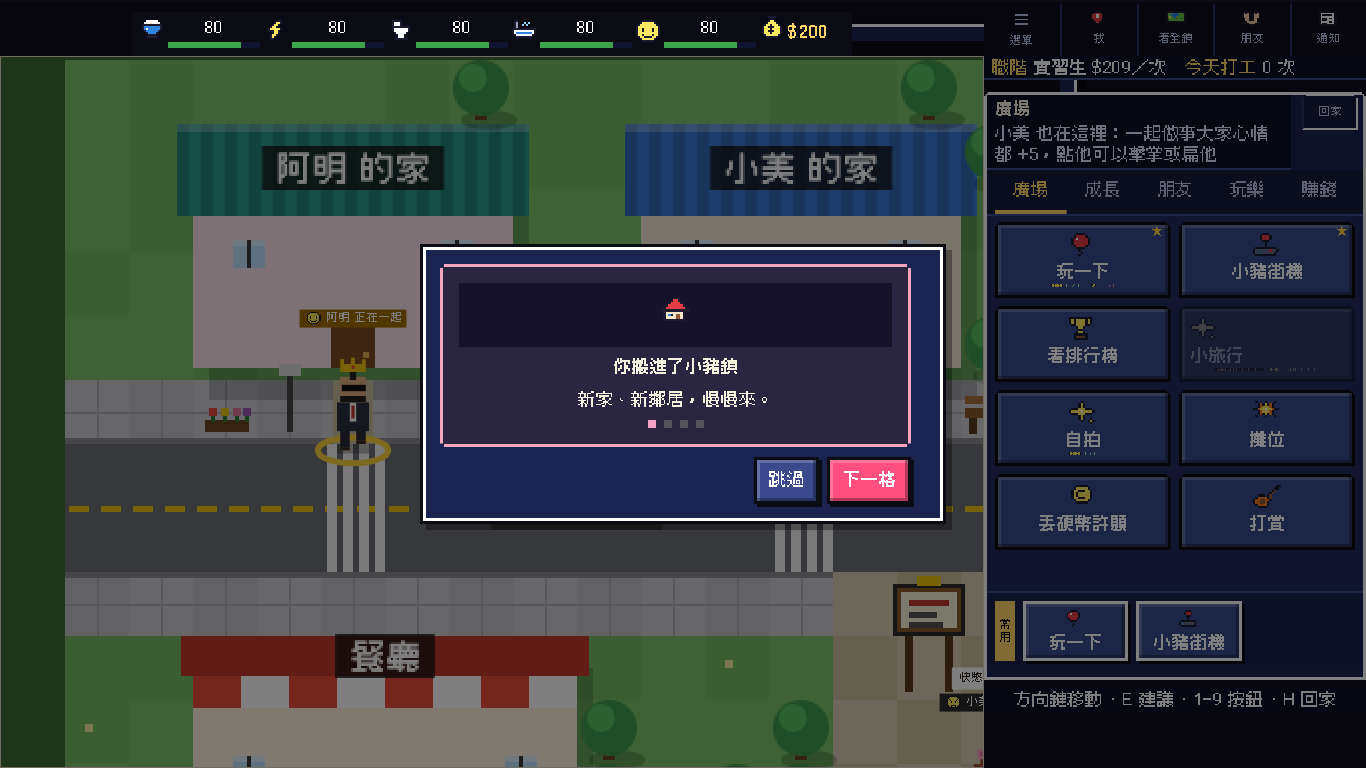 80
80
80
80
80
$200
選單
我
看全鎮
朋友
通知
職階 實習生 $209／次 今天打工 0 次
廣場
回家
小美 也在這裡：一起做事大家心情
都 +5，點他可以擊掌或扁他
廣場 成長 朋友 玩樂 賺錢
玩一下
小豬街機
看排行榜
小旅行
自拍
攤位
丟硬幣許願
打賞
常用
玩一下
小豬街機
方向鍵移動 · E 建議 · 1-9 按鈕 · H 回家
阿明 的家
小美 的家
阿明 正在一起
你搬進了小豬鎮
新家、新鄰居，慢慢來。
跳過
下一格
餐廳